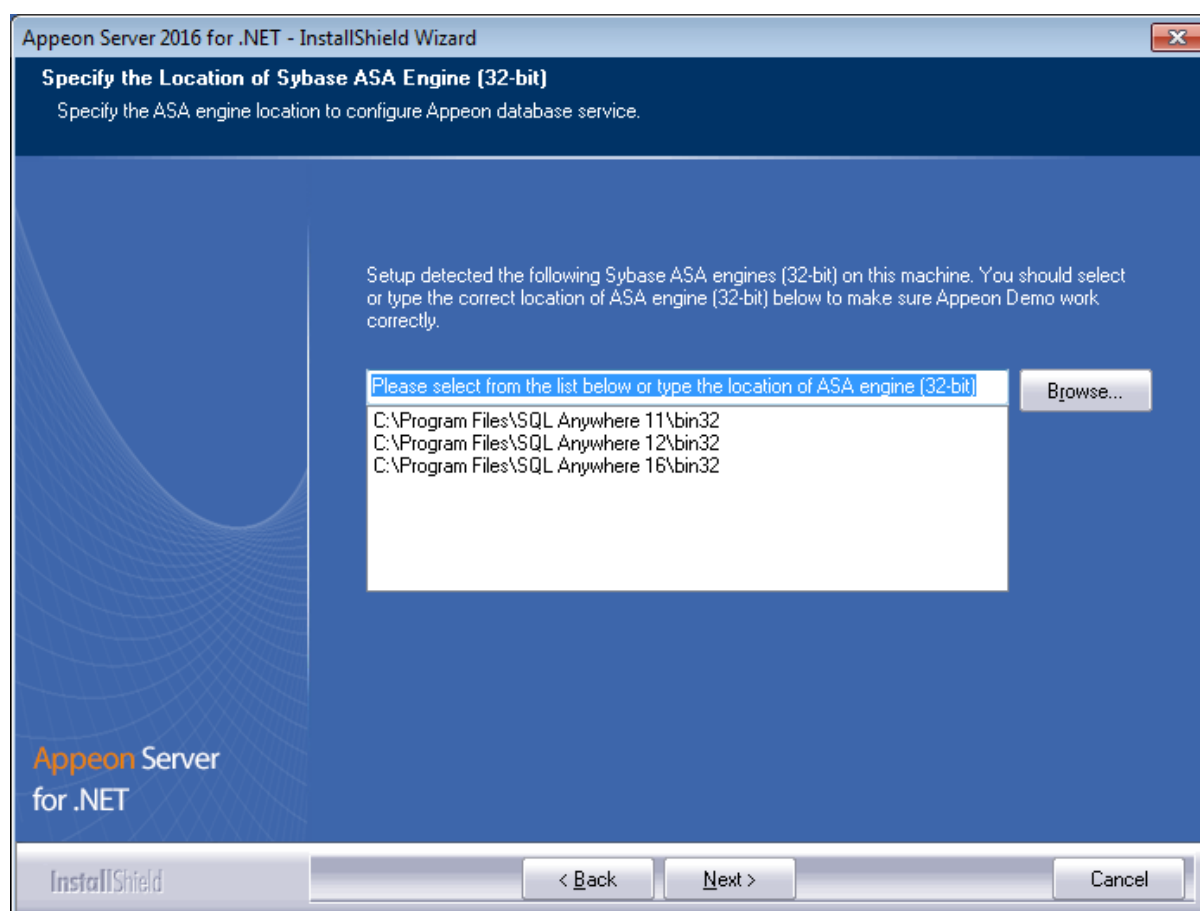 Appeon Server 2016 for .NET - InstallShield Wizard
Specify the Location of Sybase ASA Engine (32-bit)
Specify the ASA engine location to configure Appeon database service.
Setup detected the following Sybase ASA engines (32-bit) on this machine. You should select
or type the correct location of ASA engine (32-bit) below to make sure Appeon Demo work
correctly.
Please select from the list below or type the location of ASA engine (32-bit)
Browse...
C:\Program Files\SQL Anywhere 11\bin32
C:\Program Files\SQL Anywhere 12\bin32
C:\Program Files\SQL Anywhere 16\bin32
Appeon Server
for .NET
InstallShield
< Back
Next >
Cancel